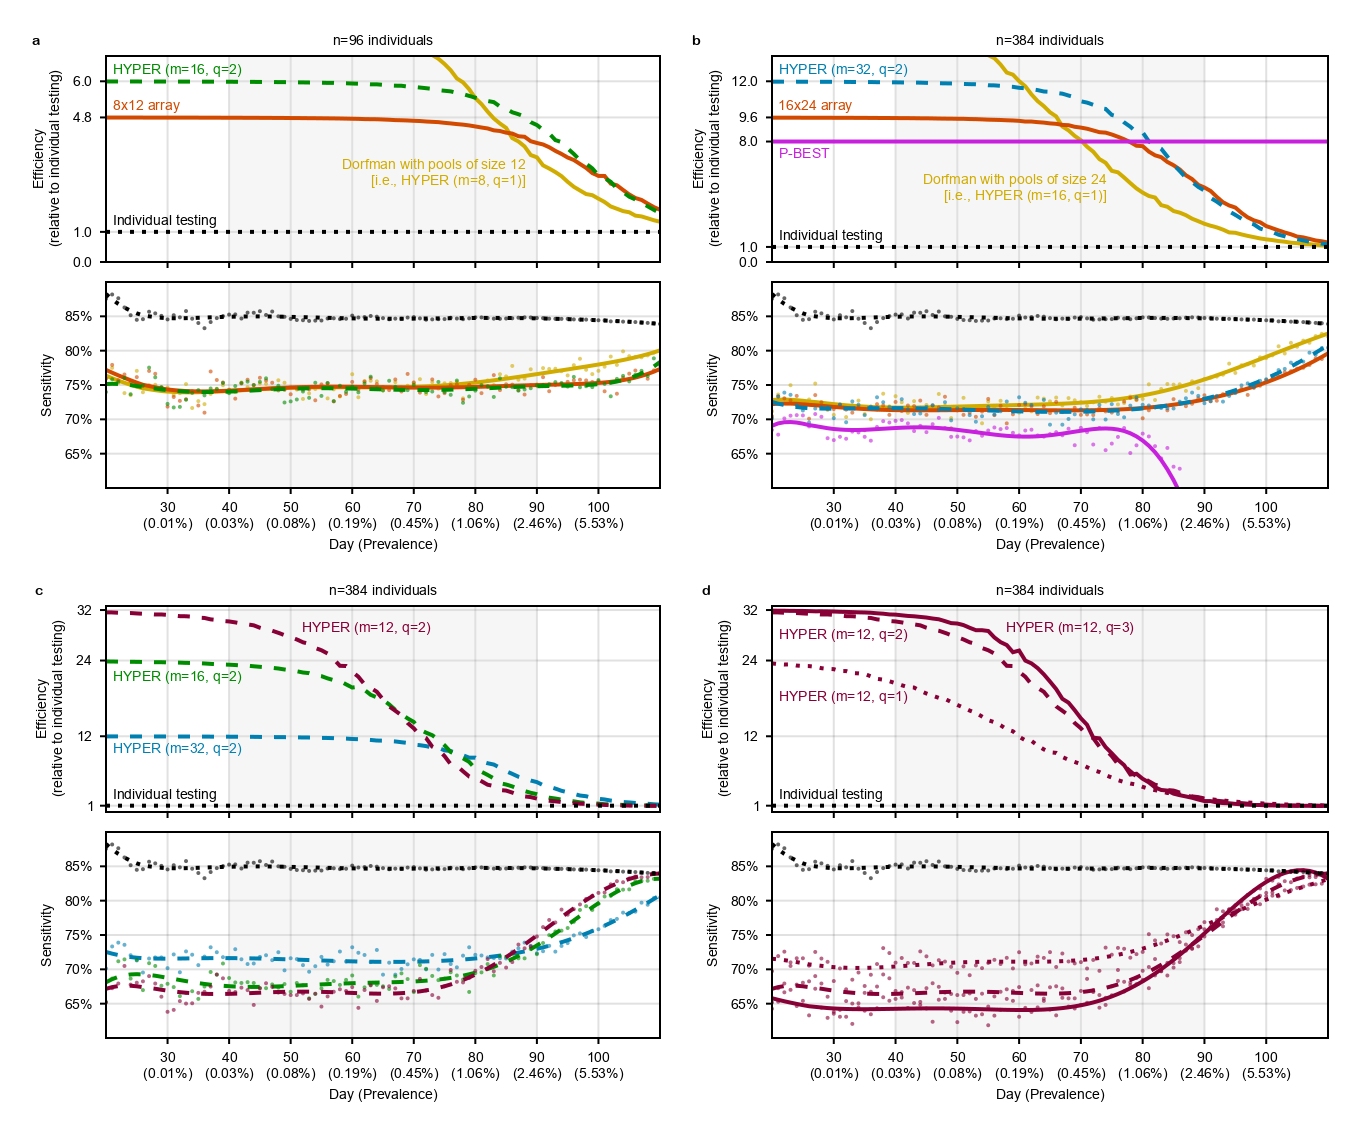 a
n=96 individuals
Efficiency
(relative to individual testing)
6.0
4.8
1.0
0.0
HYPER (m=16, q=2)
8x12 array
Dorfman with pools of size 12
[i.e., HYPER (m=8, q=1)]
Individual testing
Sensitivity
85%
80%
75%
70%
65%
30 40 50 60 70 80 90 100
(0.01%) (0.03%) (0.08%) (0.19%) (0.45%) (1.06%) (2.46%) (5.53%)
Day (Prevalence)
b
n=384 individuals
Efficiency
(relative to individual testing)
12.0
9.6
8.0
1.0
0.0
HYPER (m=32, q=2)
16x24 array
P-BEST
Dorfman with pools of size 24
[i.e., HYPER (m=16, q=1)]
Individual testing
Sensitivity
85%
80%
75%
70%
65%
30 40 50 60 70 80 90 100
(0.01%) (0.03%) (0.08%) (0.19%) (0.45%) (1.06%) (2.46%) (5.53%)
Day (Prevalence)
c
n=384 individuals
Efficiency
(relative to individual testing)
32
24
12
1
HYPER (m=12, q=2)
HYPER (m=16, q=2)
HYPER (m=32, q=2)
Individual testing
Sensitivity
85%
80%
75%
70%
65%
30 40 50 60 70 80 90 100
(0.01%) (0.03%) (0.08%) (0.19%) (0.45%) (1.06%) (2.46%) (5.53%)
Day (Prevalence)
d
n=384 individuals
Efficiency
(relative to individual testing)
32
24
12
1
HYPER (m=12, q=3)
HYPER (m=12, q=2)
HYPER (m=12, q=1)
Individual testing
Sensitivity
85%
80%
75%
70%
65%
30 40 50 60 70 80 90 100
(0.01%) (0.03%) (0.08%) (0.19%) (0.45%) (1.06%) (2.46%) (5.53%)
Day (Prevalence)